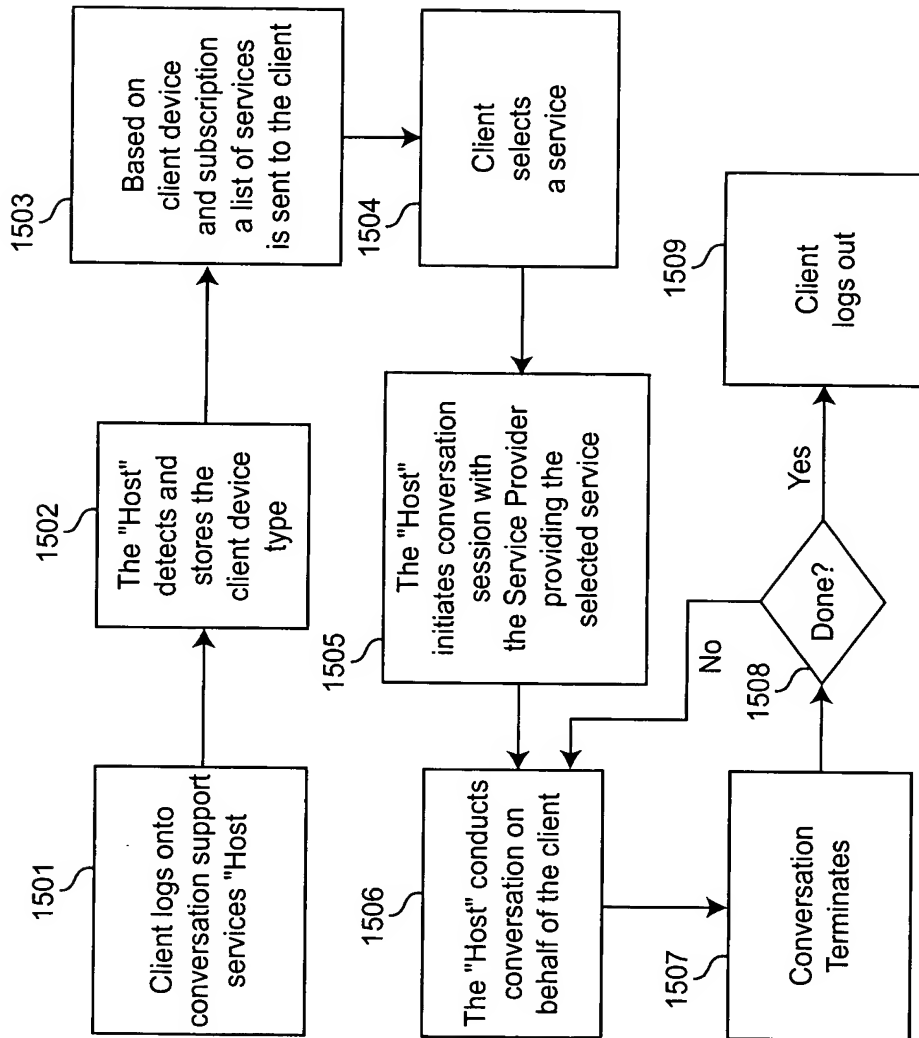 1501
Client logs onto
conversation support
services "Host
1502
The "Host"
detects and
stores the
client device
type
1503
Based on
client device
and subscription
a list of services
is sent to the client
1504
Client
selects
a service
1505
The "Host"
initiates conversation
session with
the Service Provider
providing the
selected service
1506
The "Host" conducts
conversation on
behalf of the client
1507
Conversation
Terminates
1508
Done?
No
Yes
1509
Client
logs out